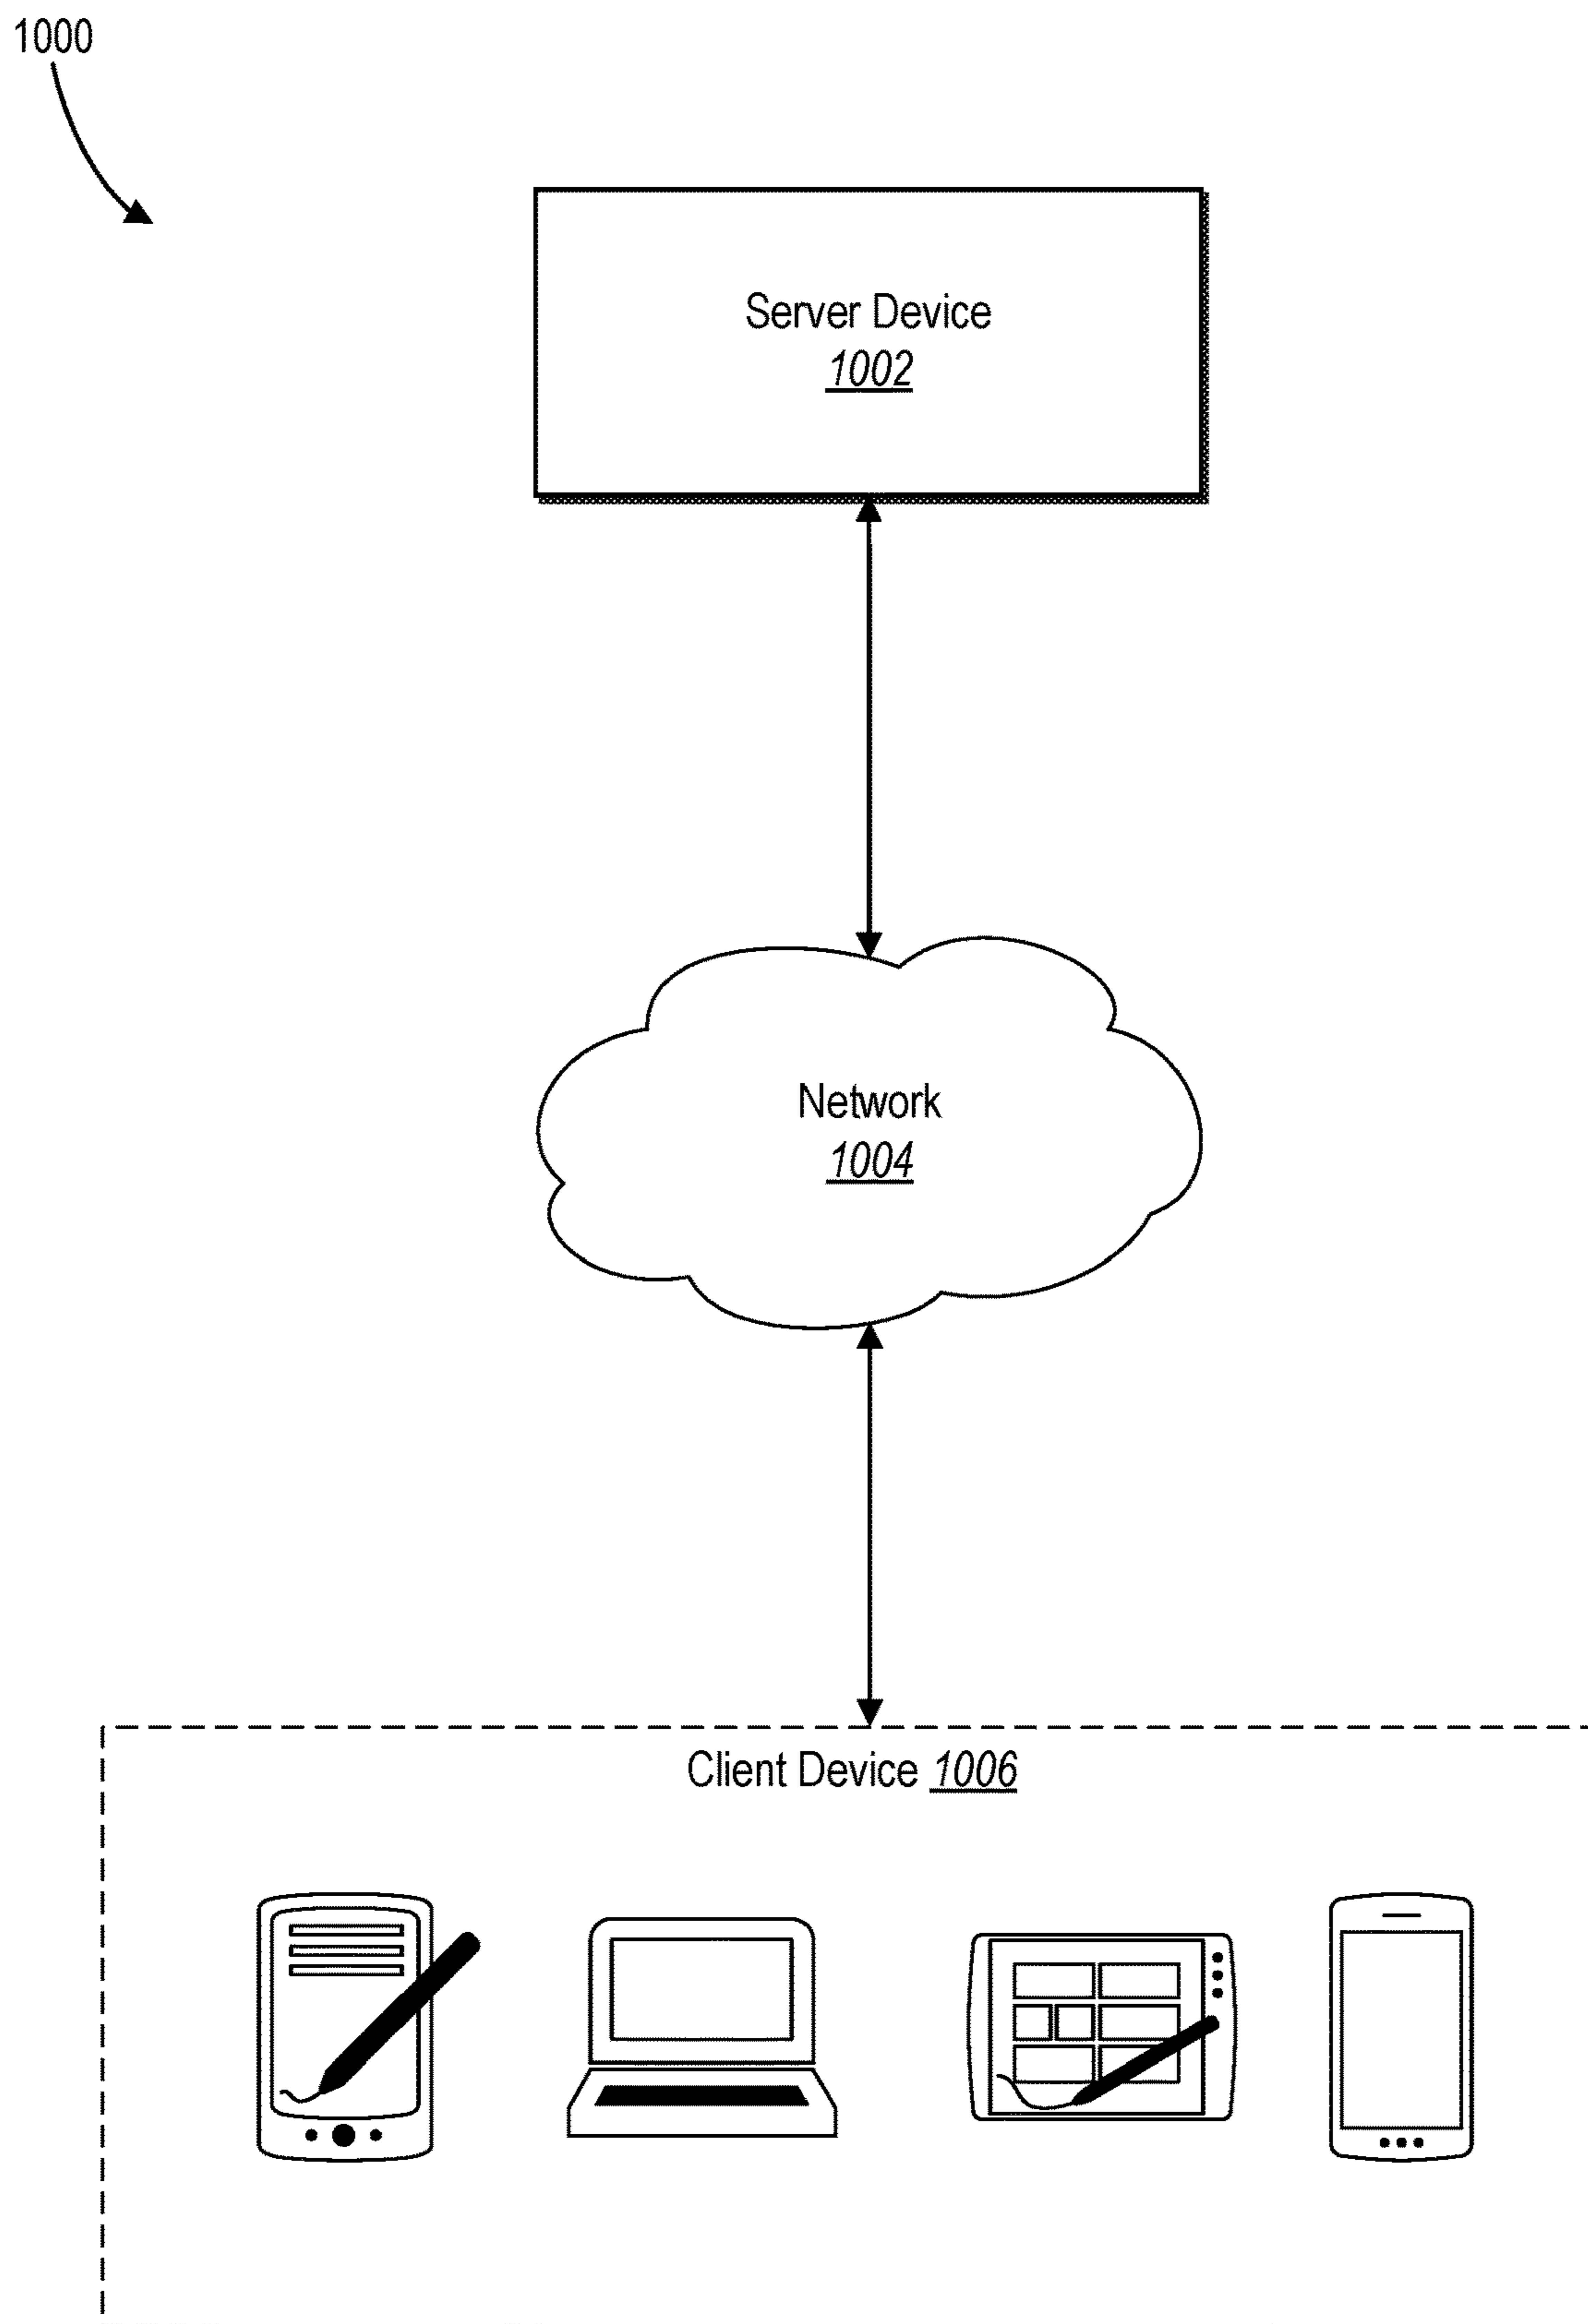 1000
Server Device
1002
Network
1004
Client Device 1006